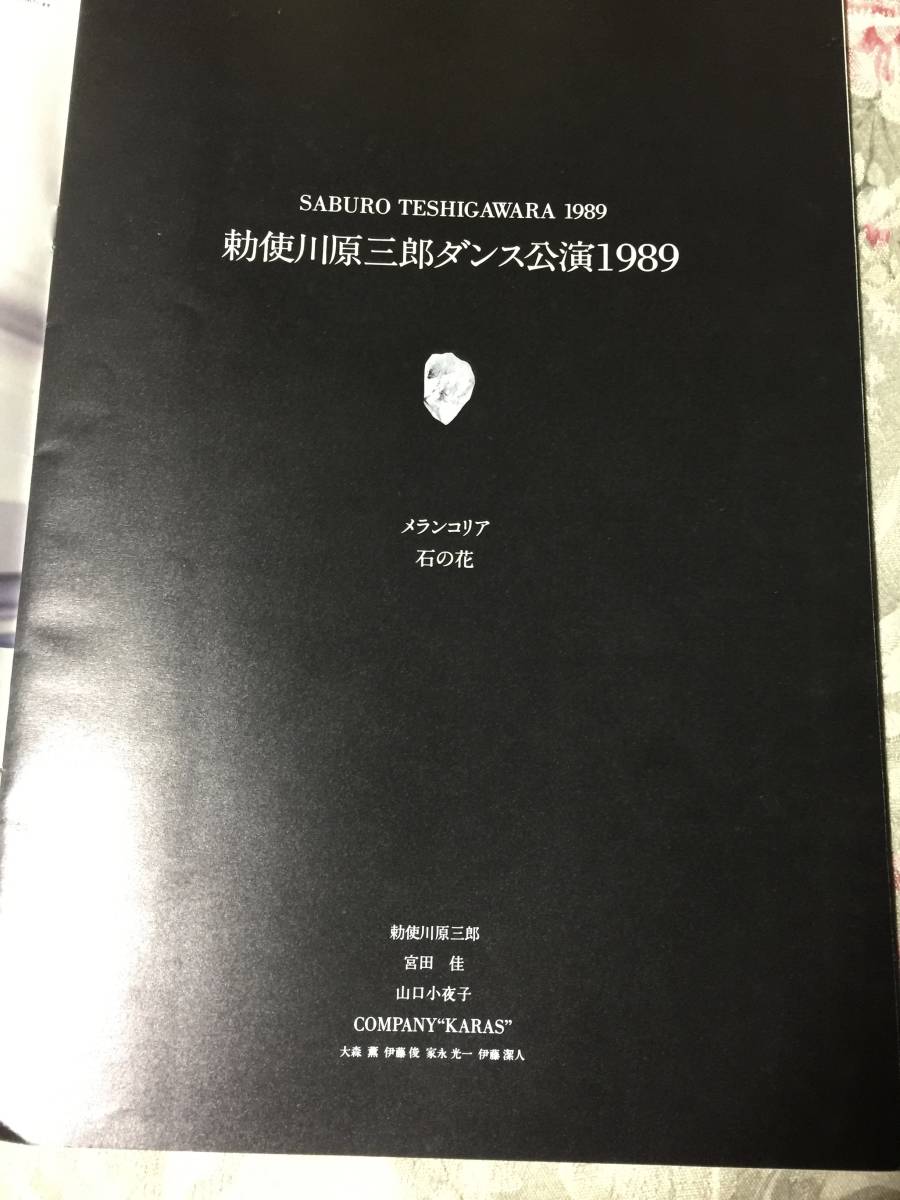 SABURO TESHIGAWARA 1989
勅使川原三郎ダンス公演1989
メランコリア
石の花
勅使川原三郎
宮田 佳
山口小夜子
COMPANY“KARAS”
大森 薫 伊藤 俊 家永 光一 伊藤 潔人